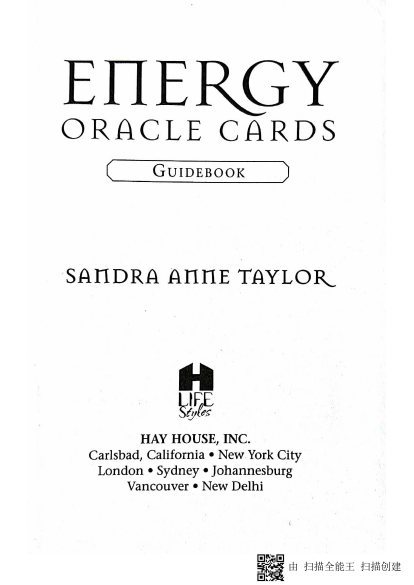 ENERGY
ORACLE CARDS
GUIDEBOOK
SANDRA ANNE TAYLOR
LIFE
Styles
HAY HOUSE, INC.
Carlsbad, California • New York City
London • Sydney • Johannesburg
Vancouver • New Delhi
由 扫描全能王 扫描创建